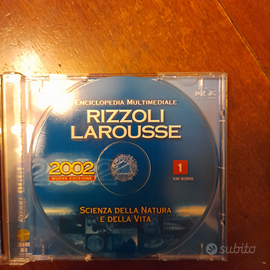 Enciclopedia Multimediale
RIZZOLI
LAROUSSE
2002
NUOVA EDIZIONE
1
Scienza della Natura
e della Vita
subito